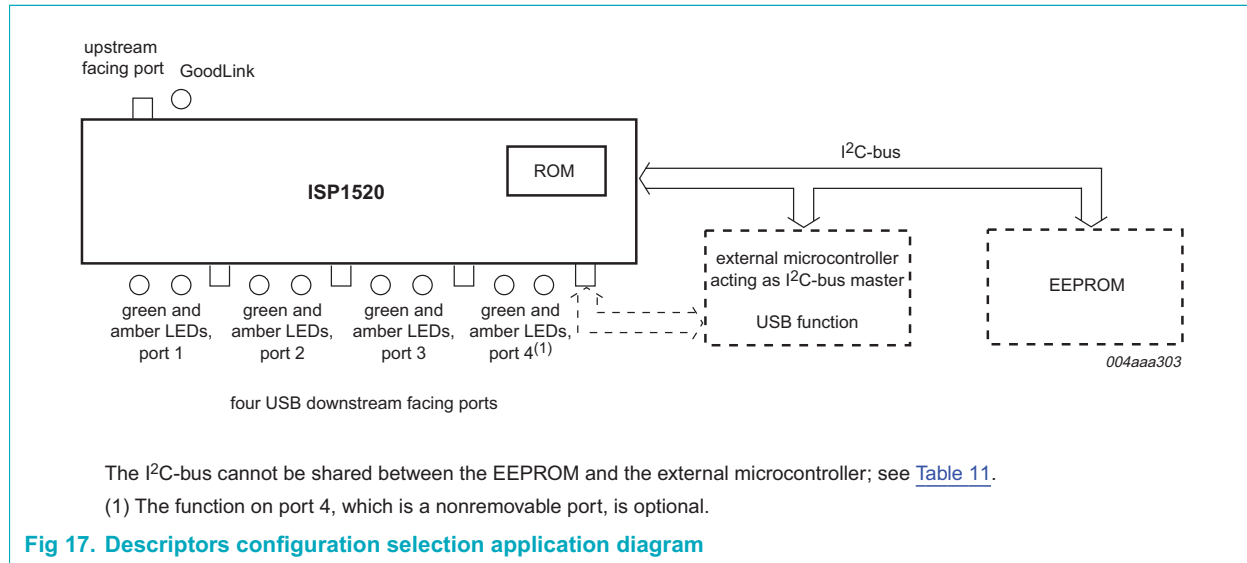 upstream
facing port
GoodLink
ROM
ISP1520
I²C-bus
external microcontroller
acting as I²C-bus master
USB function
EEPROM
green and
amber LEDs,
port 1
green and
amber LEDs,
port 2
green and
amber LEDs,
port 3
green and
amber LEDs,
port 4(1)
004aaa303
four USB downstream facing ports
The I²C-bus cannot be shared between the EEPROM and the external microcontroller; see Table 11.
(1) The function on port 4, which is a nonremovable port, is optional.
Fig 17. Descriptors configuration selection application diagram